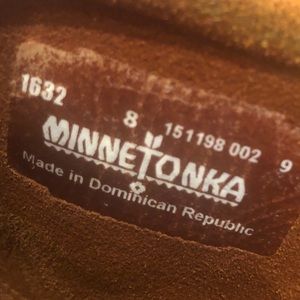 1632 8 151198 002 9
MINNETONKA
Made in Dominican Republic